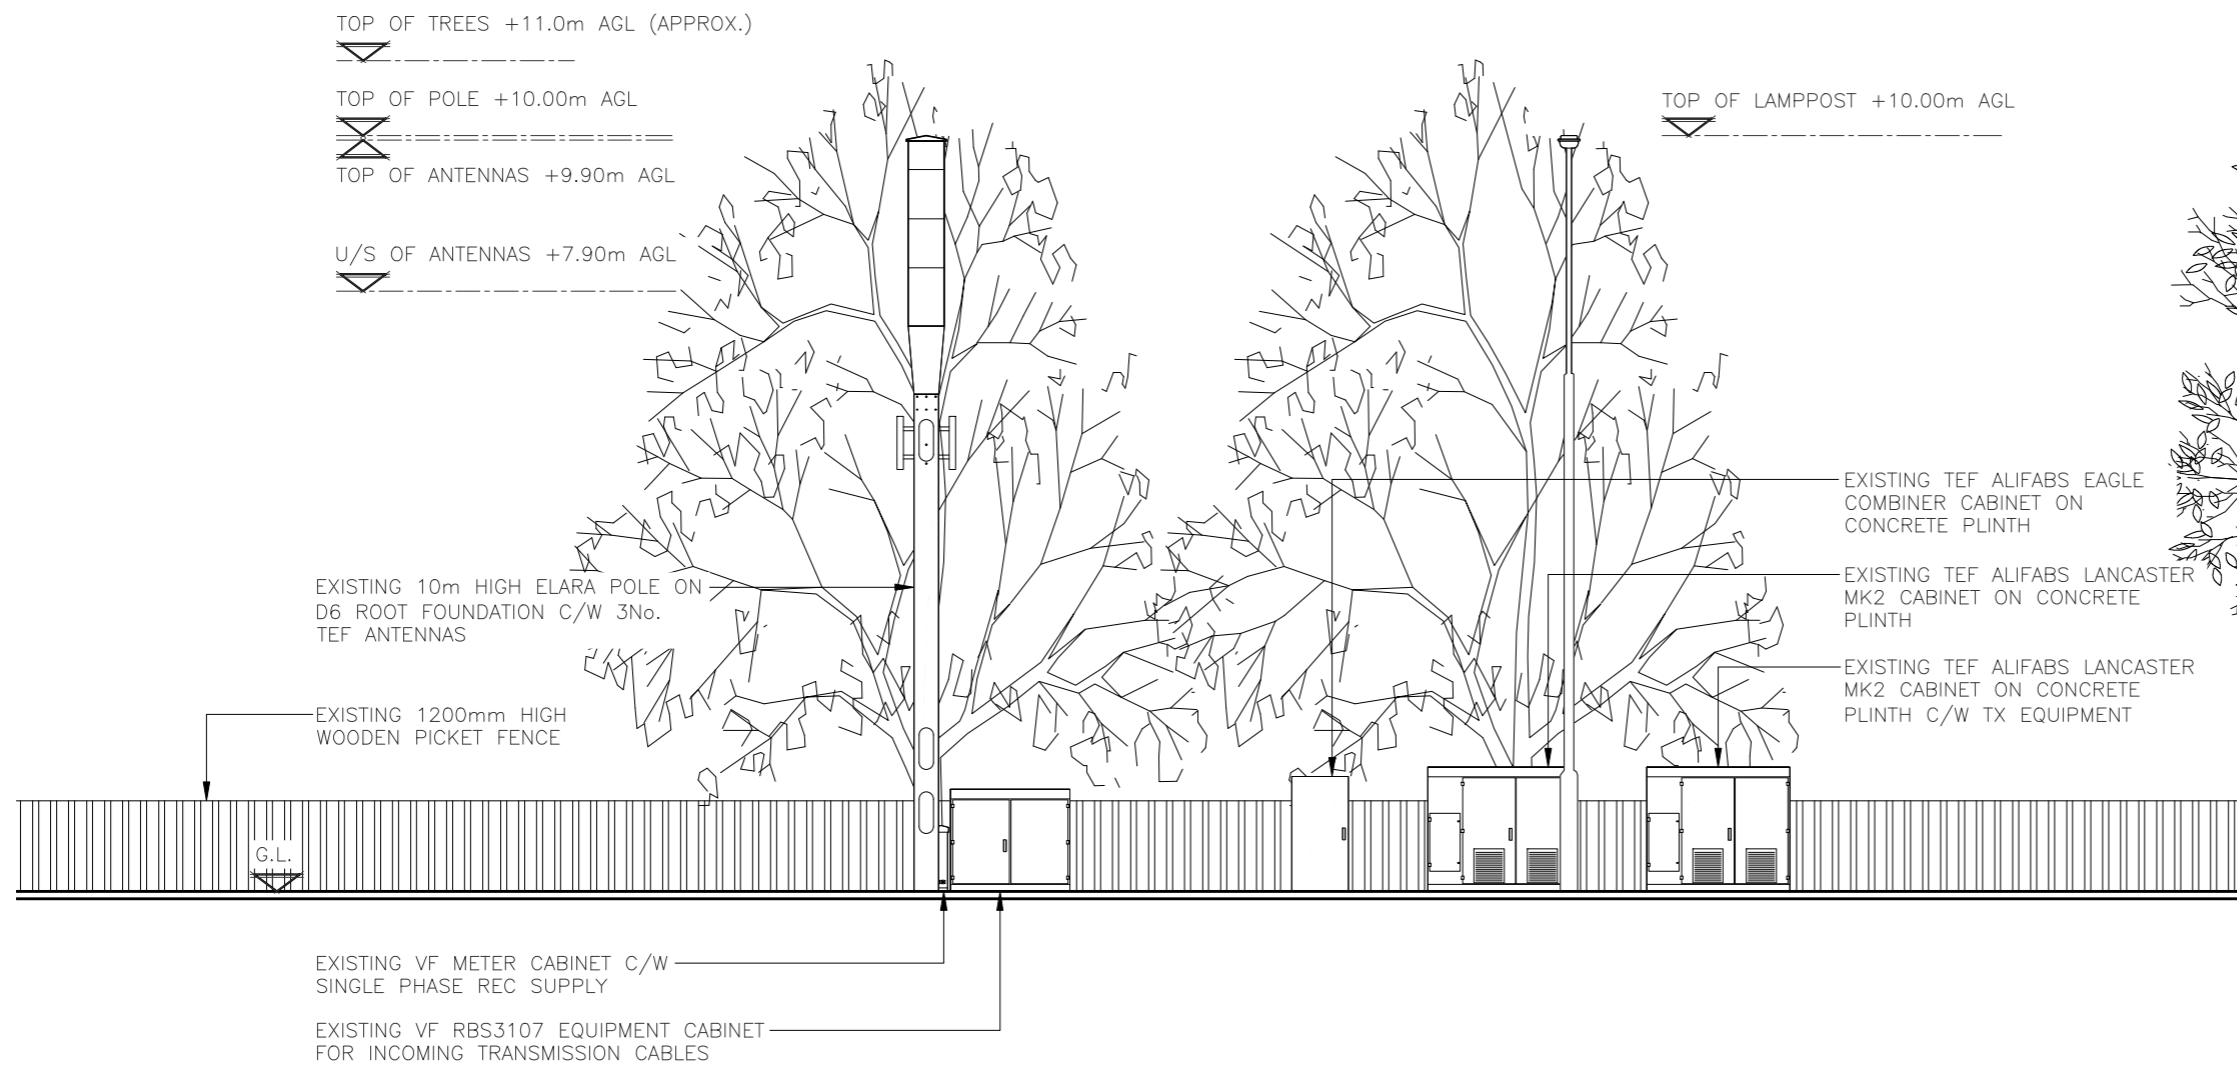 TOP OF TREES +11.0m AGL (APPROX.)
TOP OF POLE +10.00m AGL
TOP OF ANTENNAS +9.90m AGL
U/S OF ANTENNAS +7.90m AGL
TOP OF LAMPPOST +10.00m AGL
EXISTING TEF ALIFABS EAGLE
COMBINER CABINET ON
CONCRETE PLINTH
EXISTING TEF ALIFABS LANCASTER
MK2 CABINET ON CONCRETE
PLINTH
EXISTING TEF ALIFABS LANCASTER
MK2 CABINET ON CONCRETE
PLINTH C/W TX EQUIPMENT
EXISTING 10m HIGH ELARA POLE ON
D6 ROOT FOUNDATION C/W 3No.
TEF ANTENNAS
EXISTING 1200mm HIGH
WOODEN PICKET FENCE
G.L.
EXISTING VF METER CABINET C/W
SINGLE PHASE REC SUPPLY
EXISTING VF RBS3107 EQUIPMENT CABINET
FOR INCOMING TRANSMISSION CABLES